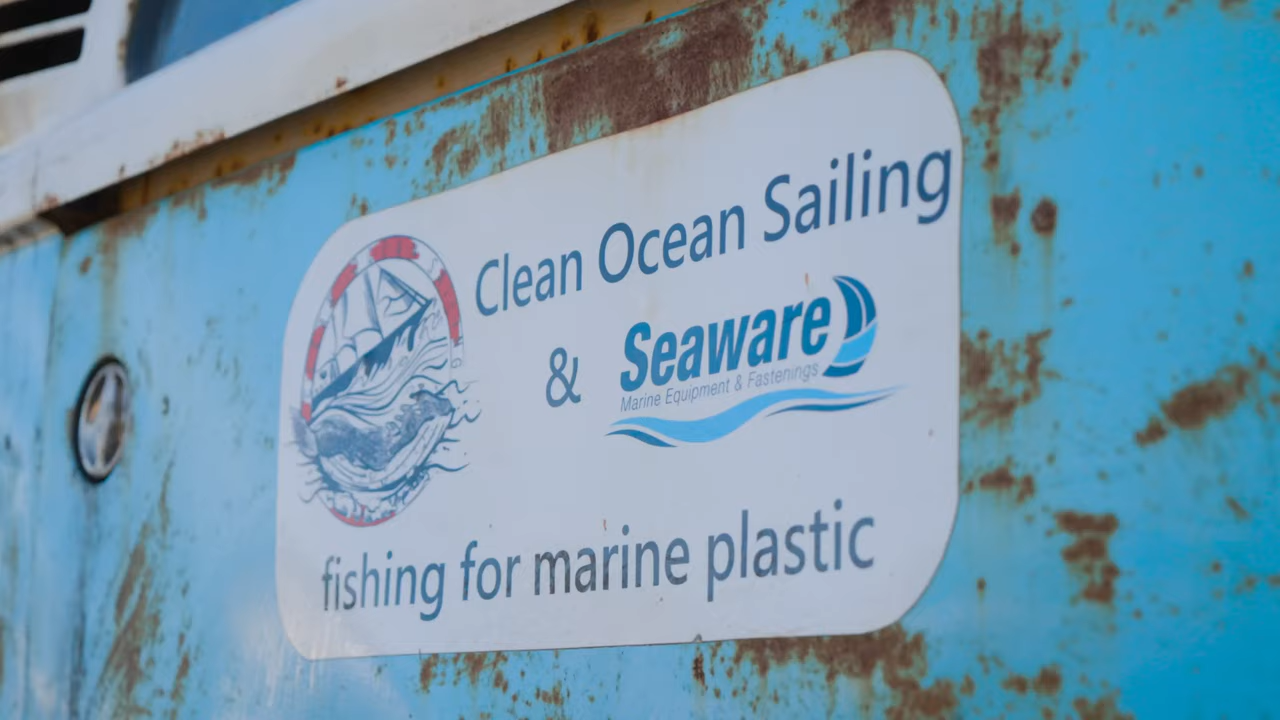 Clean Ocean Sailing
& Seaware
Marine Equipment & Fastenings
fishing for marine plastic